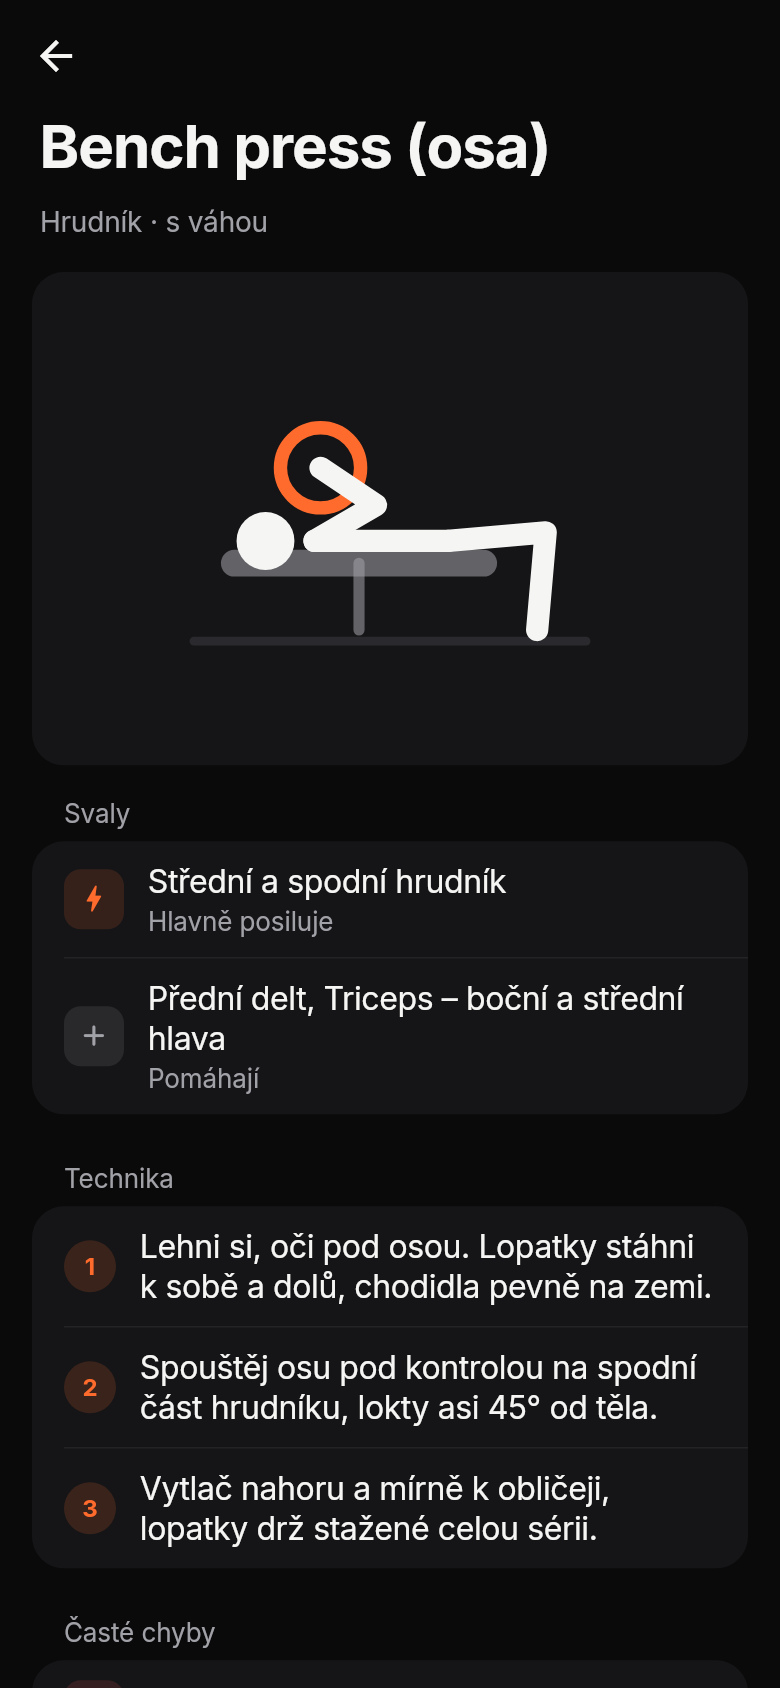 Bench press (osa)
Hrudník · s váhou
Svaly
Střední a spodní hrudník
Hlavně posiluje
Přední delt, Triceps – boční a střední
hlava
Pomáhají
Technika
1
Lehni si, oči pod osou. Lopatky stáhni
k sobě a dolů, chodidla pevně na zemi.
2
Spouštěj osu pod kontrolou na spodní
část hrudníku, lokty asi 45° od těla.
3
Vytlač nahoru a mírně k obličeji,
lopatky drž stažené celou sérii.
Časté chyby